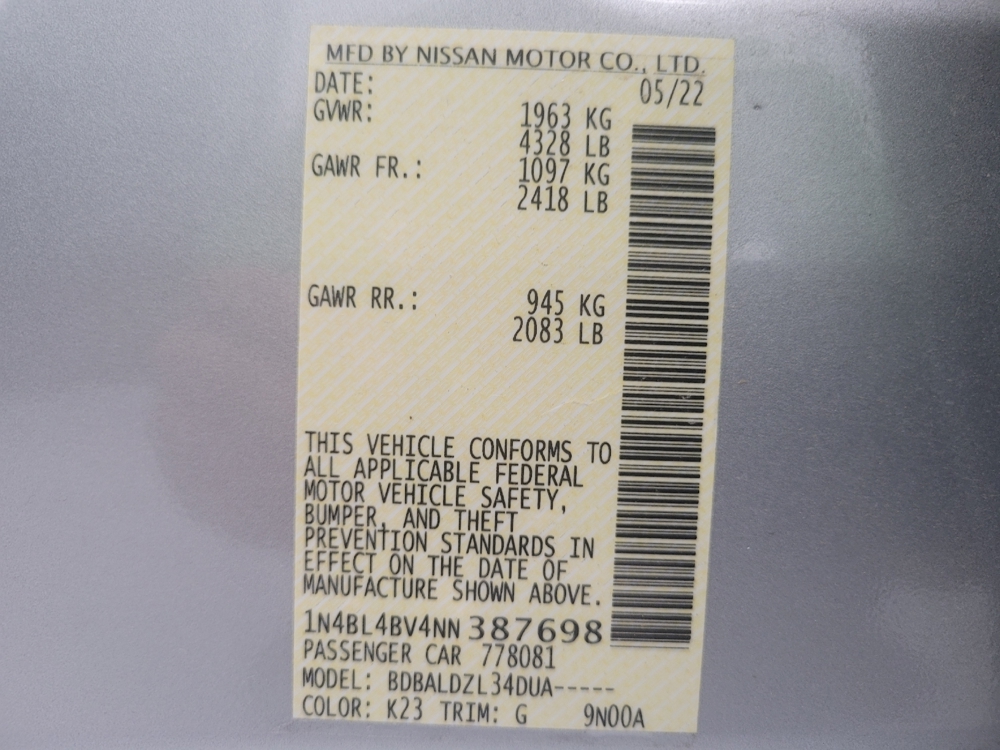 MFD BY NISSAN MOTOR CO., LTD.
DATE: 05/22
GVWR: 1963 KG
4328 LB
GAWR FR.: 1097 KG
2418 LB
GAWR RR.: 945 KG
2083 LB
THIS VEHICLE CONFORMS TO
ALL APPLICABLE FEDERAL
MOTOR VEHICLE SAFETY,
BUMPER, AND THEFT
PREVENTION STANDARDS IN
EFFECT ON THE DATE OF
MANUFACTURE SHOWN ABOVE.
1N4BL4BV4NN 387698
PASSENGER CAR 778081
MODEL: BDBALDZL34DUA-----
COLOR: K23 TRIM: G 9N00A